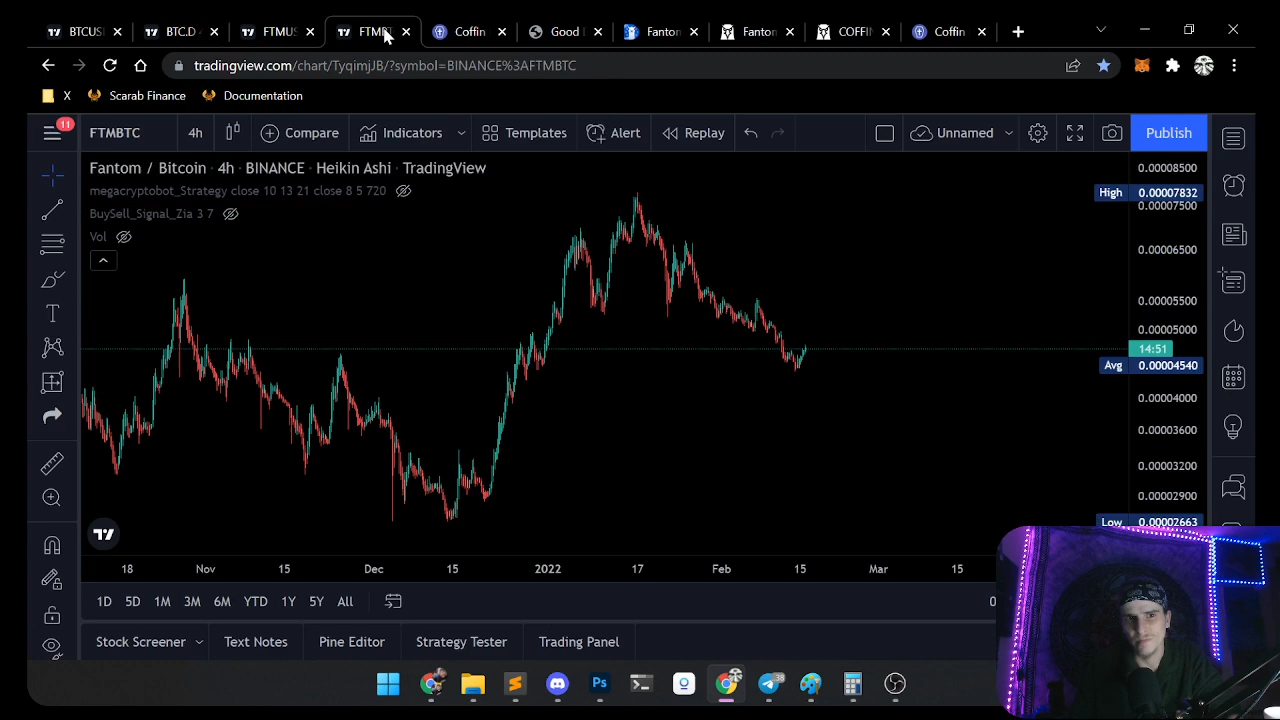 BTCUS
BTC.D
FTMUS
FTMBT
Coffin
Good
Fanton
Fanton
COFFIN
Coffin
tradingview.com/chart/TyqimjJB/?symbol=BINANCE%3AFTMBTC
X
Scarab Finance
Documentation
11
FTMBTC
4h
Compare
Indicators
Templates
Alert
Replay
Unnamed
Publish
Fantom / Bitcoin · 4h · BINANCE · Heikin Ashi · TradingView
megacryptobot_Strategy close 10 13 21 close 8 5 720
BuySell_Signal_Zia 3 7
Vol
0.00008500
High 0.00007832
0.00007500
0.00006500
0.00005500
0.00005000
14:51
Avg 0.00004540
0.00004000
0.00003600
0.00003200
0.00002900
Low 0.00002663
18 Nov 15 Dec 15 2022 17 Feb 15 Mar 15
1D 5D 1M 3M 6M YTD 1Y 5Y All
0
Stock Screener
Text Notes
Pine Editor
Strategy Tester
Trading Panel
Ps
38